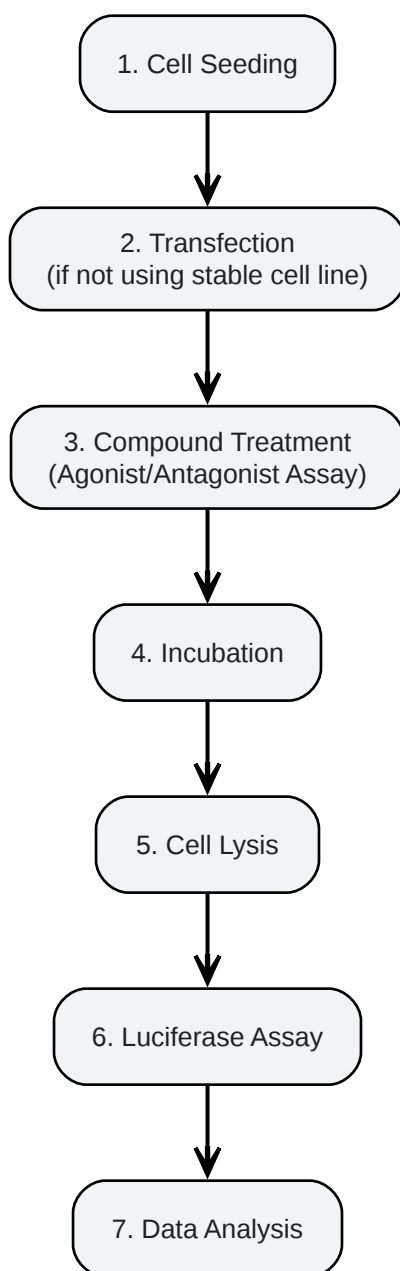 1. Cell Seeding
2. Transfection
(if not using stable cell line)
3. Compound Treatment
(Agonist/Antagonist Assay)
4. Incubation
5. Cell Lysis
6. Luciferase Assay
7. Data Analysis